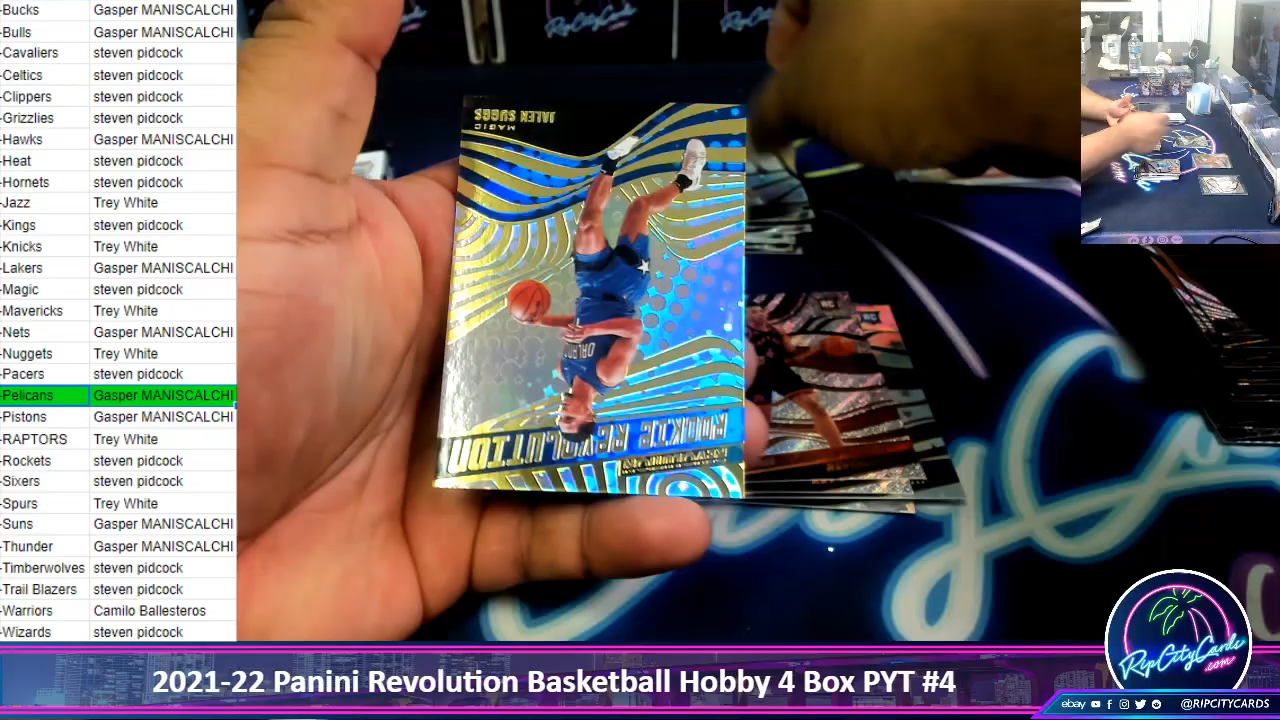 -Bucks Gasper MANISCALCHI
-Bulls Gasper MANISCALCHI
-Cavaliers steven pidcock
-Celtics steven pidcock
-Clippers steven pidcock
-Grizzlies steven pidcock
-Hawks Gasper MANISCALCHI
-Heat steven pidcock
-Hornets steven pidcock
-Jazz Trey White
-Kings steven pidcock
-Knicks Trey White
-Lakers Gasper MANISCALCHI
-Magic steven pidcock
-Mavericks Trey White
-Nets Gasper MANISCALCHI
-Nuggets Trey White
-Pacers steven pidcock
-Pelicans Gasper MANISCALCHI
-Pistons Gasper MANISCALCHI
-RAPTORS Trey White
-Rockets steven pidcock
-Sixers steven pidcock
-Spurs Trey White
-Suns Gasper MANISCALCHI
-Thunder Gasper MANISCALCHI
-Timberwolves steven pidcock
-Trail Blazers steven pidcock
-Warriors Camilo Ballesteros
-Wizards steven pidcock
JALEN SUGGS
MAGIC
ROOKIE REVOLUTION
RipCityCards
.com
2021-22 Panini Revolution Basketball Hobby 4 Box PYT #4
ebay @RIPCITYCARDS